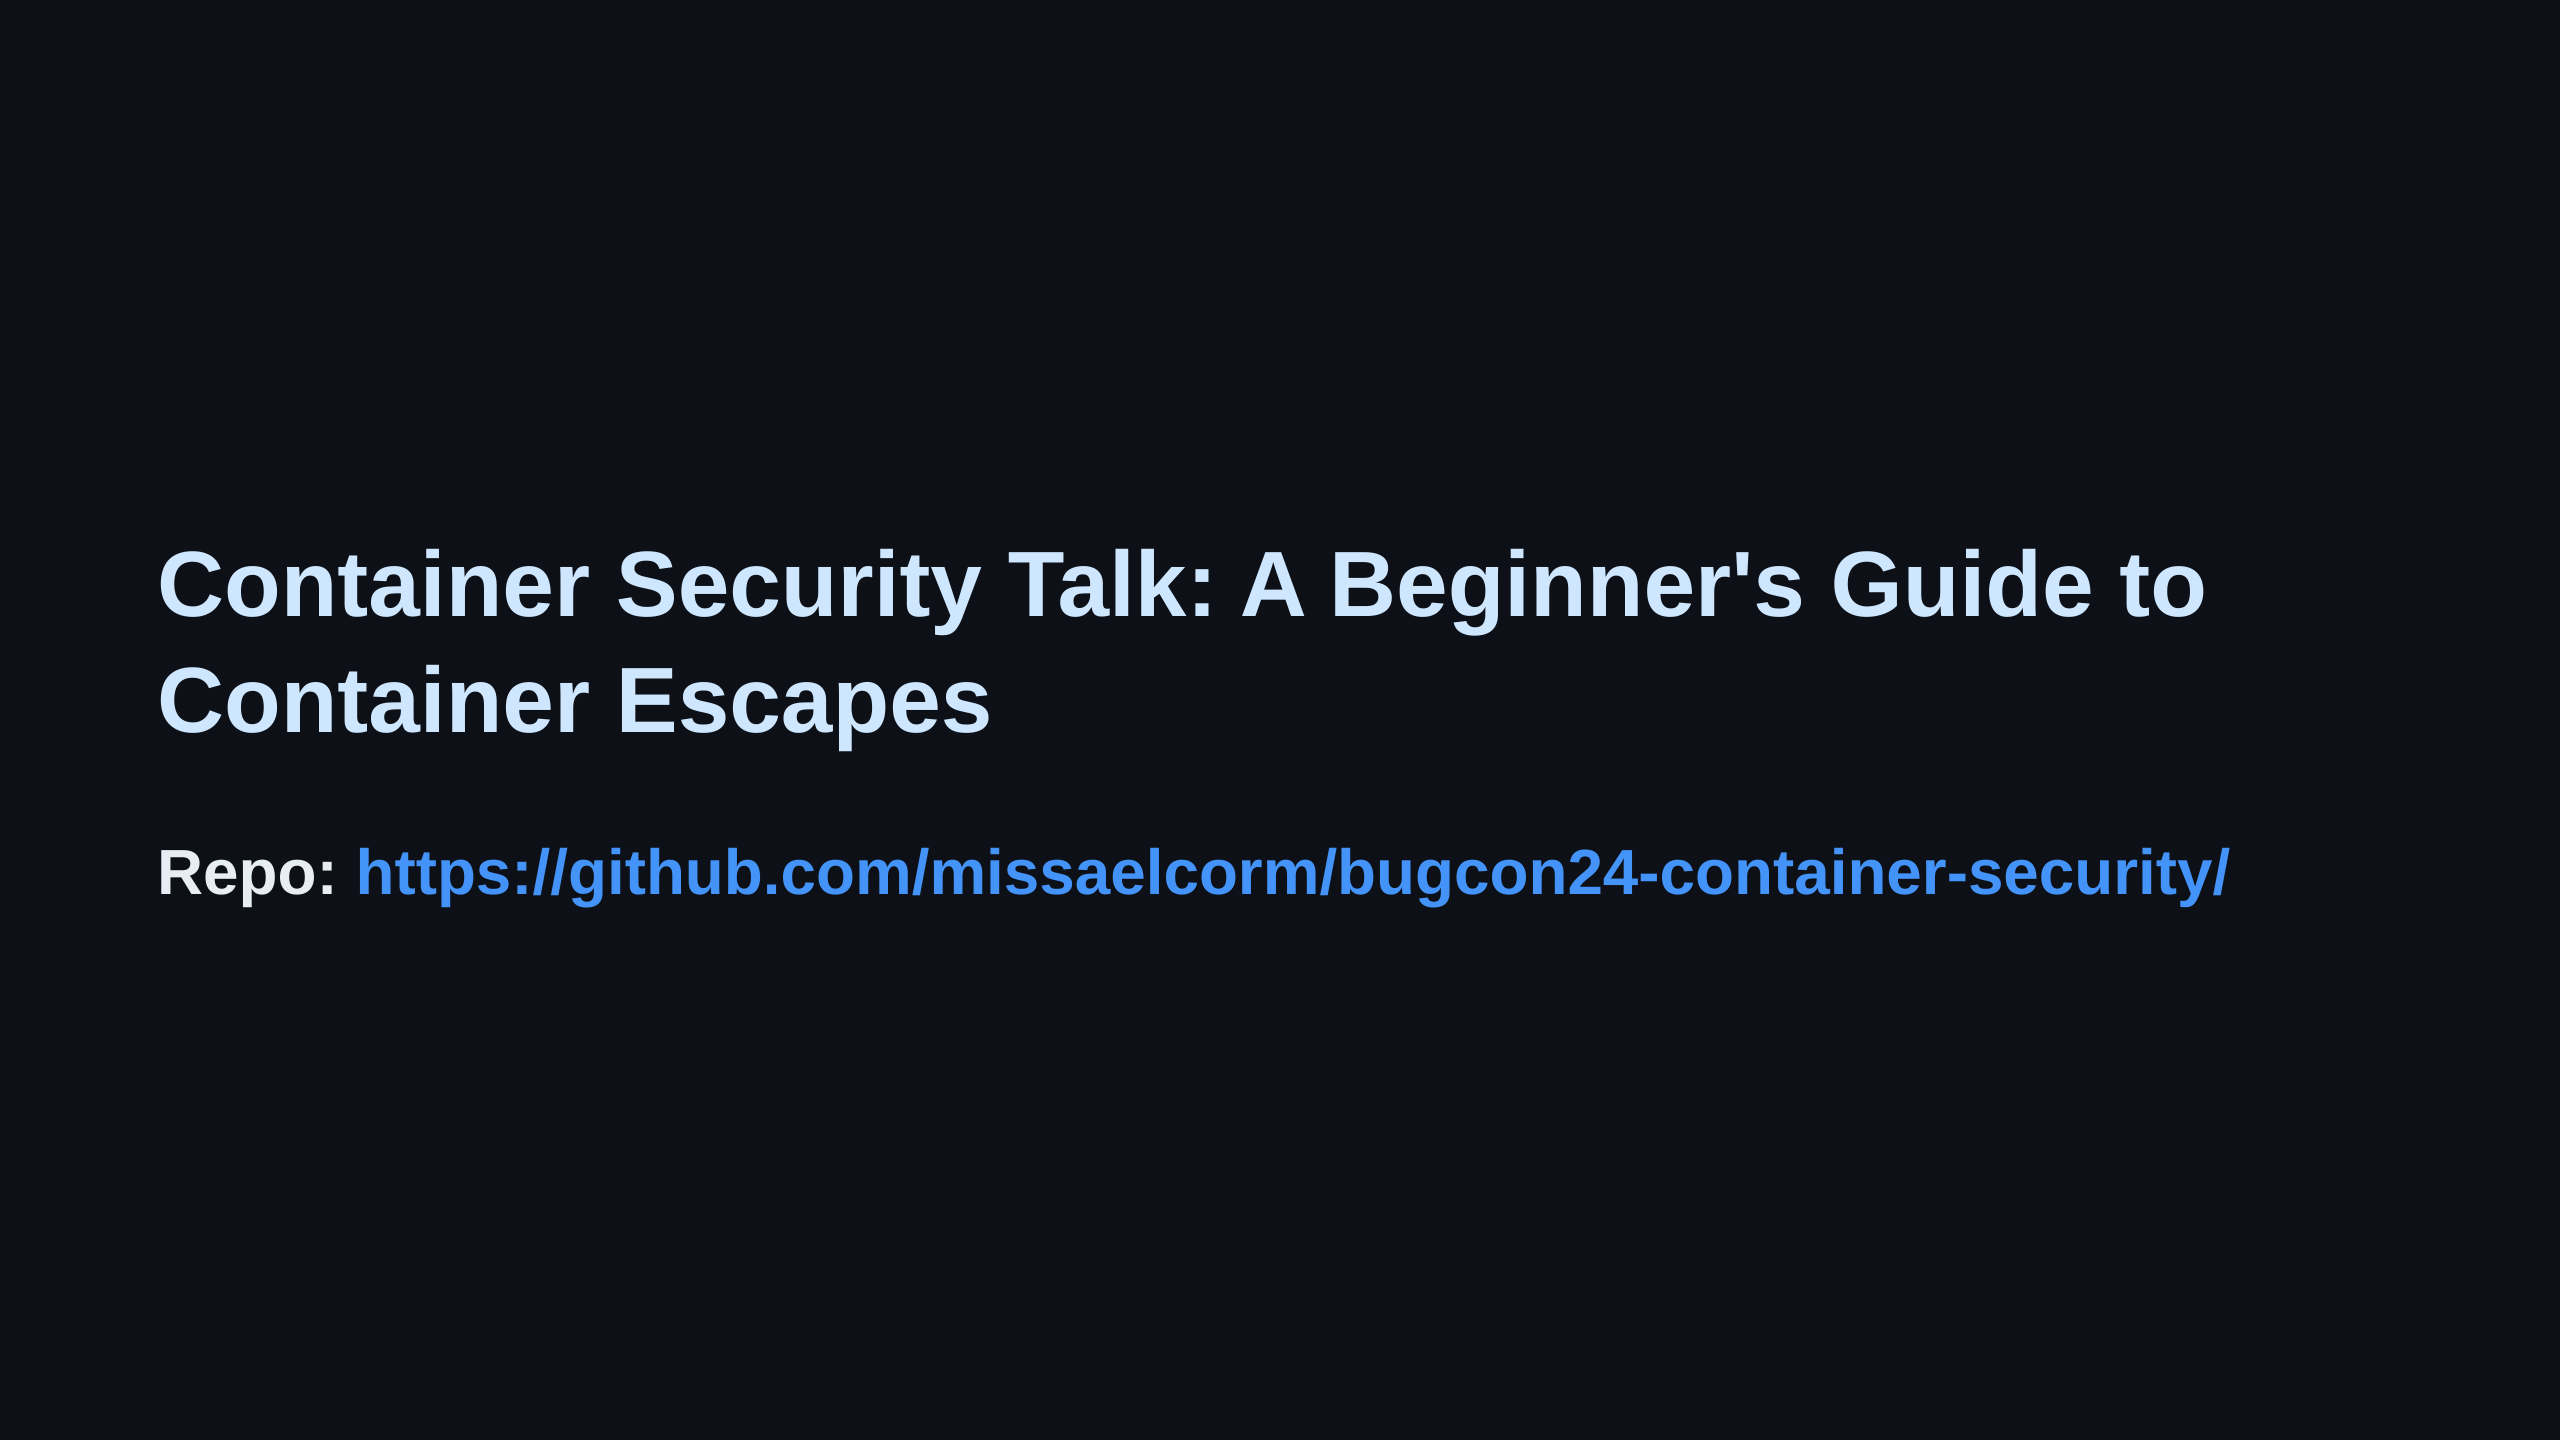 Container Security Talk: A Beginner's Guide to
Container Escapes
Repo: https://github.com/missaelcorm/bugcon24-container-security/